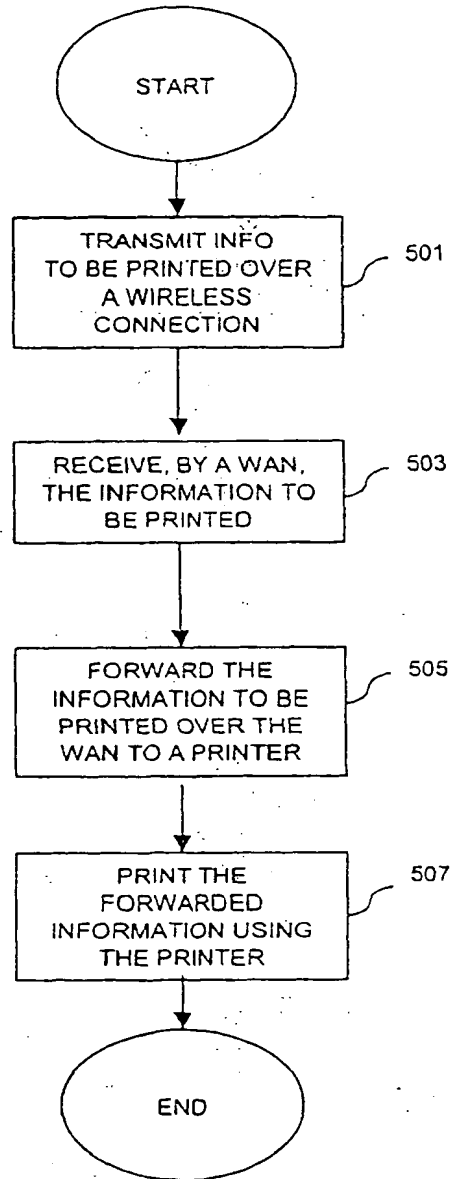 START
TRANSMIT INFO
TO BE PRINTED OVER
A WIRELESS
CONNECTION
501
RECEIVE, BY A WAN,
THE INFORMATION TO
BE PRINTED
503
FORWARD THE
INFORMATION TO BE
PRINTED OVER THE
WAN TO A PRINTER
505
PRINT THE
FORWARDED
INFORMATION USING
THE PRINTER
507
END